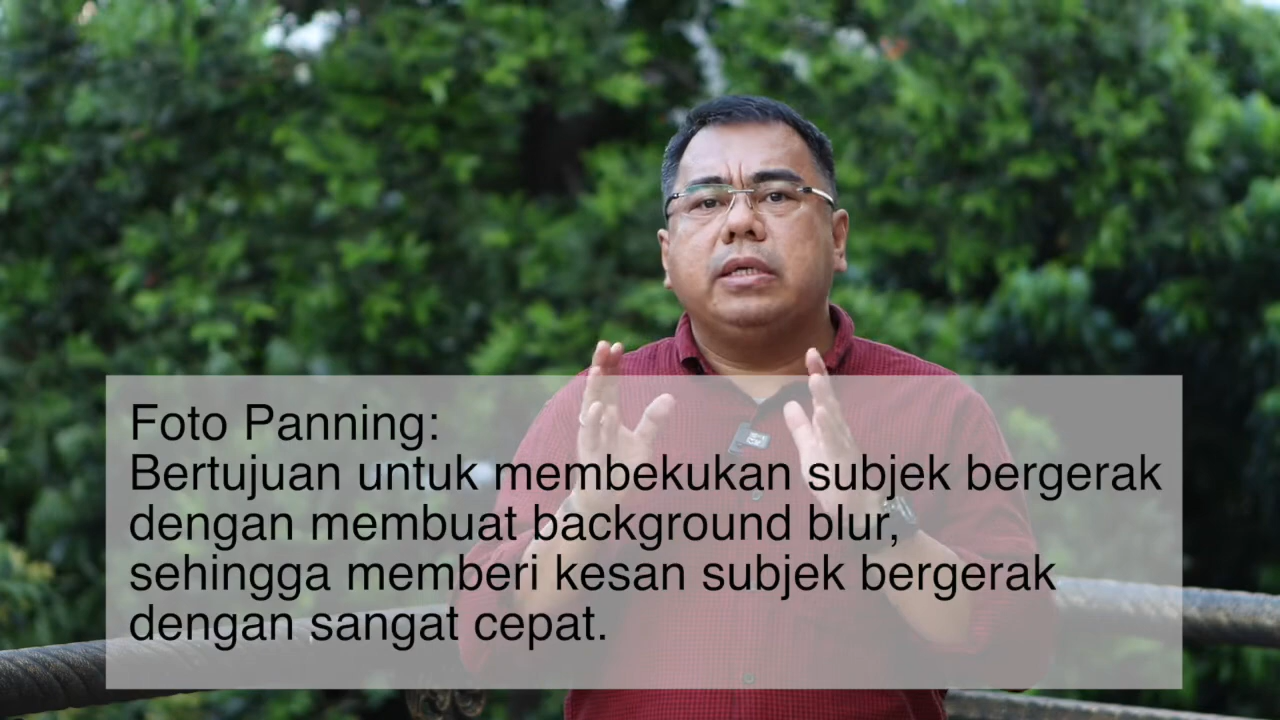 Foto Panning:
Bertujuan untuk membekukan subjek bergerak
dengan membuat background blur,
sehingga memberi kesan subjek bergerak
dengan sangat cepat.